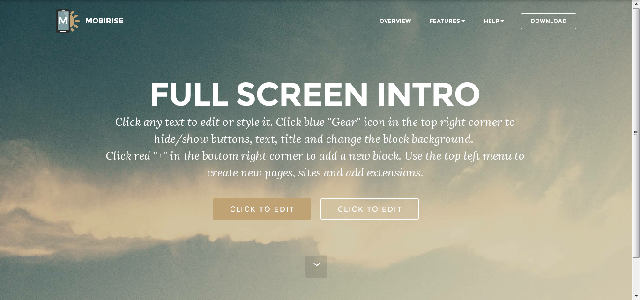 M MOBIRISE
OVERVIEW FEATURES HELP DOWNLOAD
FULL SCREEN INTRO
Click any text to edit or style it. Click blue "Gear" icon in the top right corner to
hide/show buttons, text, title and change the block background.
Click red "+" in the bottom right corner to add a new block. Use the top left menu to
create new pages, sites and add extensions.
CLICK TO EDIT CLICK TO EDIT